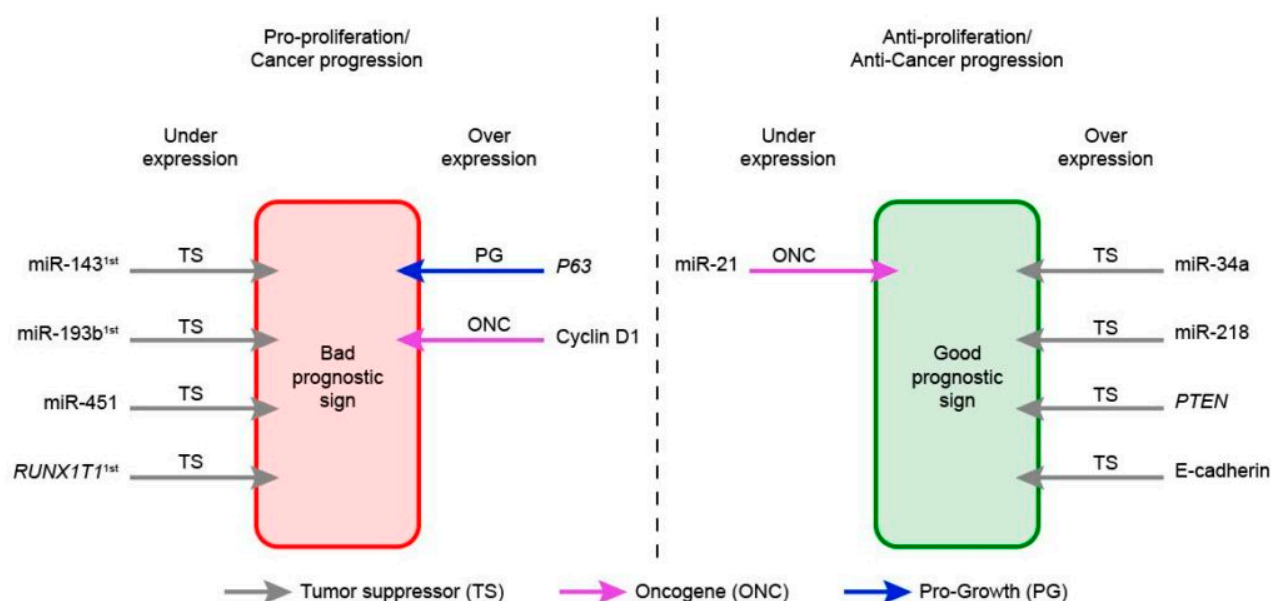 Pro-proliferation/
Cancer progression
Anti-proliferation/
Anti-Cancer progression
Under
expression
Over
expression
Under
expression
Over
expression
miR-143¹ˢᵗ
TS
PG
P63
miR-21
ONC
TS
miR-34a
miR-193b¹ˢᵗ
TS
ONC
Cyclin D1
TS
miR-218
Bad
prognostic
sign
Good
prognostic
sign
miR-451
TS
TS
PTEN
RUNX1T1¹ˢᵗ
TS
TS
E-cadherin
Tumor suppressor (TS)
Oncogene (ONC)
Pro-Growth (PG)